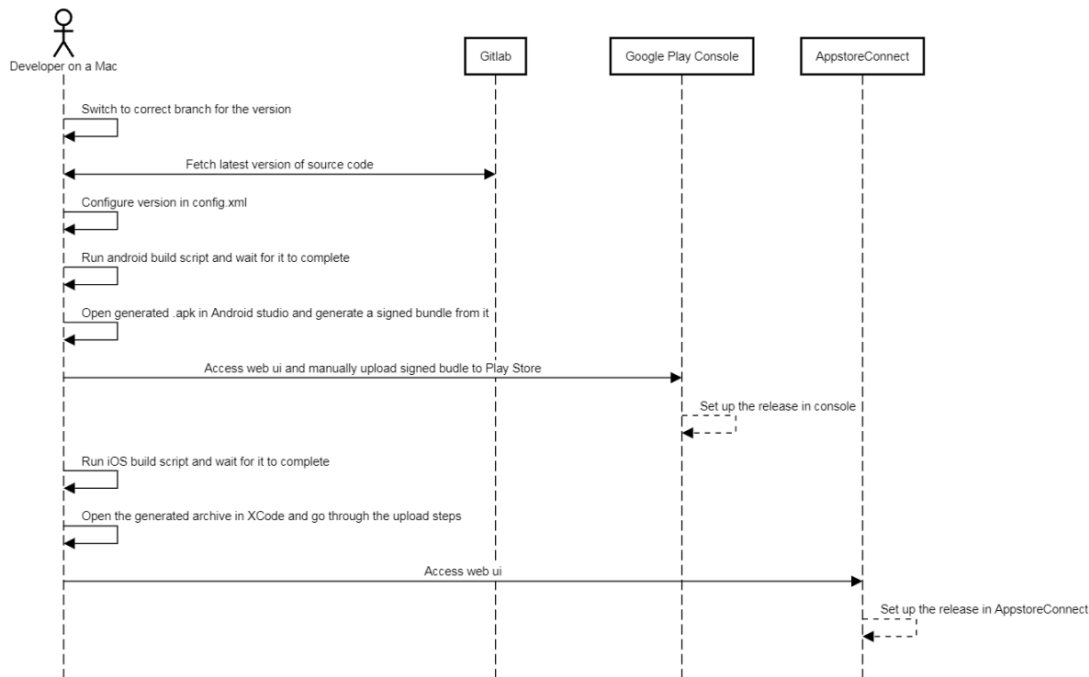 Developer on a Mac
Gitlab
Google Play Console
AppstoreConnect
Switch to correct branch for the version
Fetch latest version of source code
Configure version in config.xml
Run android build script and wait for it to complete
Open generated .apk in Android studio and generate a signed bundle from it
Access web ui and manually upload signed budle to Play Store
Set up the release in console
Run iOS build script and wait for it to complete
Open the generated archive in XCode and go through the upload steps
Access web ui
Set up the release in AppstoreConnect